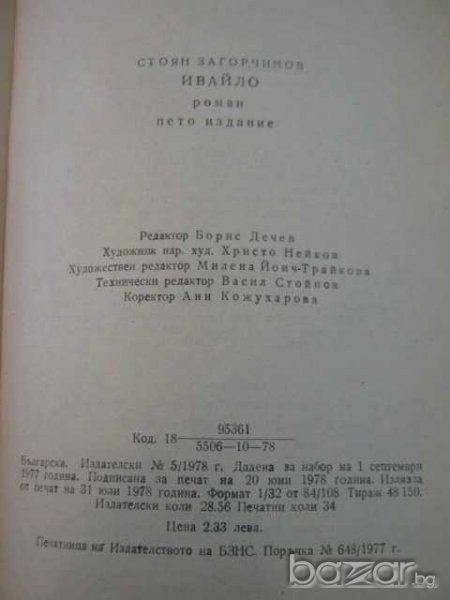 СТОЯН ЗАГОРЧИНОВ
ИВАЙЛО
роман
пето издание
Редактор Борис Дечев
Художник нар. худ. Христо Нейков
Художествен редактор Милена Йоич-Трайкова
Технически редактор Васил Стойнов
Коректор Ани Кожухарова
95361
Код. 18
5506—10—78
Българска. Издателски № 5/1978 г. Дадена за набор на 1 септември
1977 година. Подписана за печат на 20 юни 1978 година. Излязла
от печат на 31 юли 1978 година. Формат 1/32 от 84/108 Тираж 48 150.
Издателски коли 28.56 Печатни коли 34
Цена 2.33 лева.
Печатница на Издателството на БЗНС. Поръчка № 648/1977 г.
bazar.bg